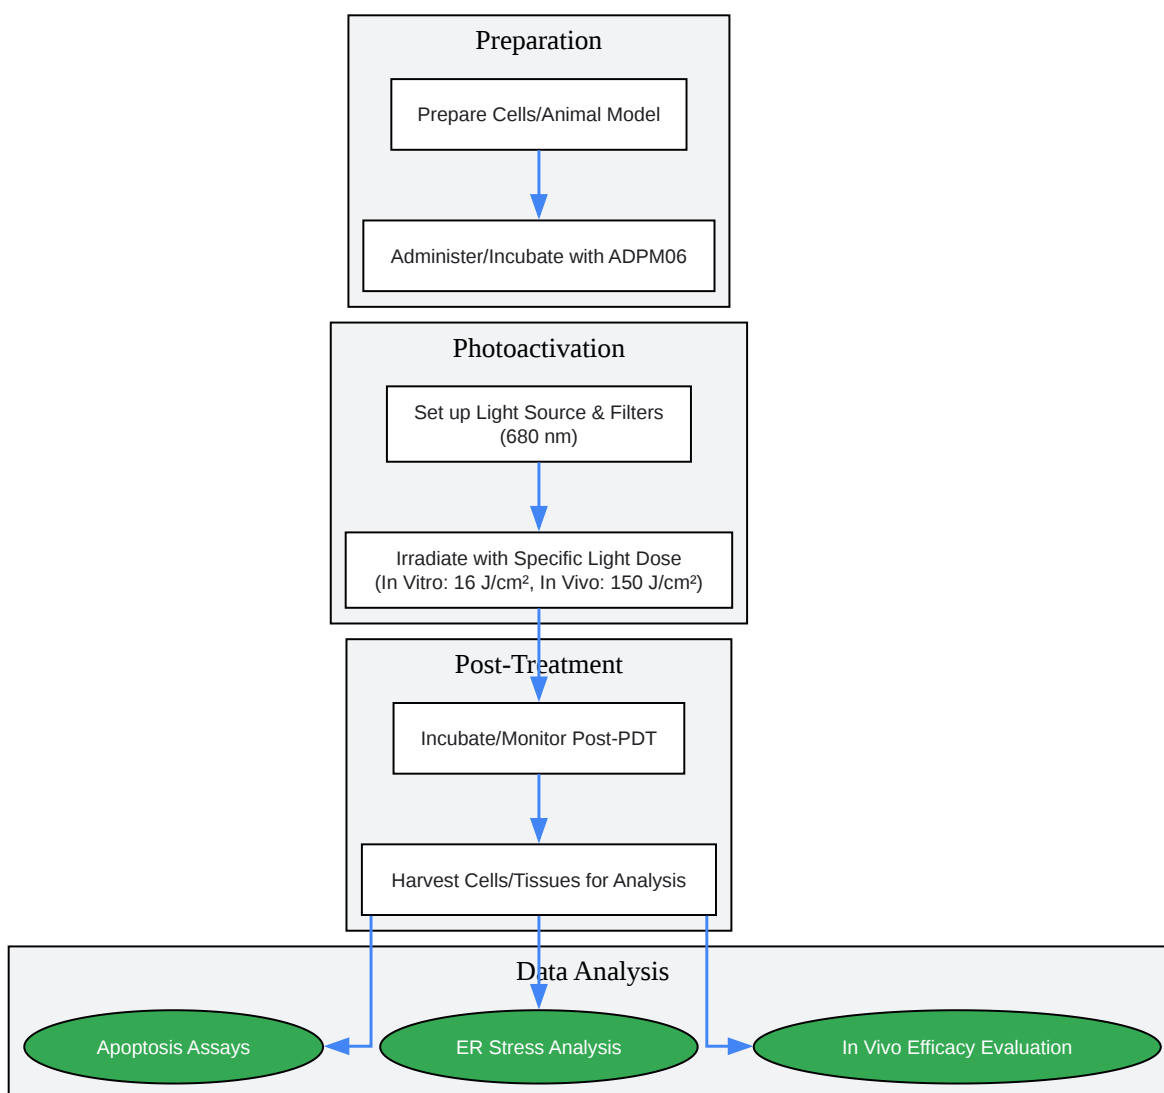 Preparation
Prepare Cells/Animal Model
Administer/Incubate with ADPM06
Photoactivation
Set up Light Source & Filters
(680 nm)
Irradiate with Specific Light Dose
(In Vitro: 16 J/cm², In Vivo: 150 J/cm²)
Post-Treatment
Incubate/Monitor Post-PDT
Harvest Cells/Tissues for Analysis
Data Analysis
Apoptosis Assays
ER Stress Analysis
In Vivo Efficacy Evaluation